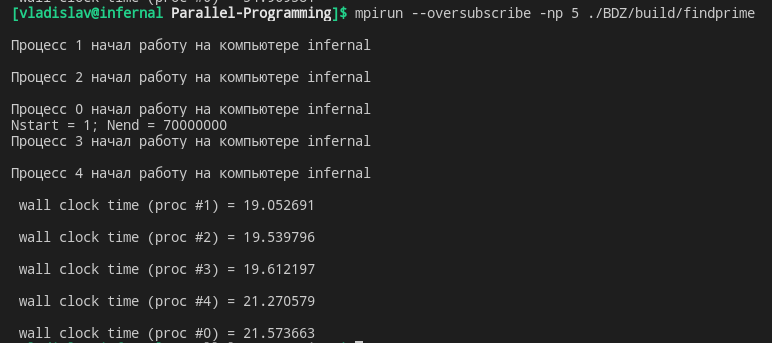 [vladislav@infernal Parallel-Programming]$ mpirun --oversubscribe -np 5 ./BDZ/build/findprime
Процесс 1 начал работу на компьютере infernal
Процесс 2 начал работу на компьютере infernal
Процесс 0 начал работу на компьютере infernal
Nstart = 1; Nend = 70000000
Процесс 3 начал работу на компьютере infernal
Процесс 4 начал работу на компьютере infernal
wall clock time (proc #1) = 19.052691
wall clock time (proc #2) = 19.539796
wall clock time (proc #3) = 19.612197
wall clock time (proc #4) = 21.270579
wall clock time (proc #0) = 21.573663